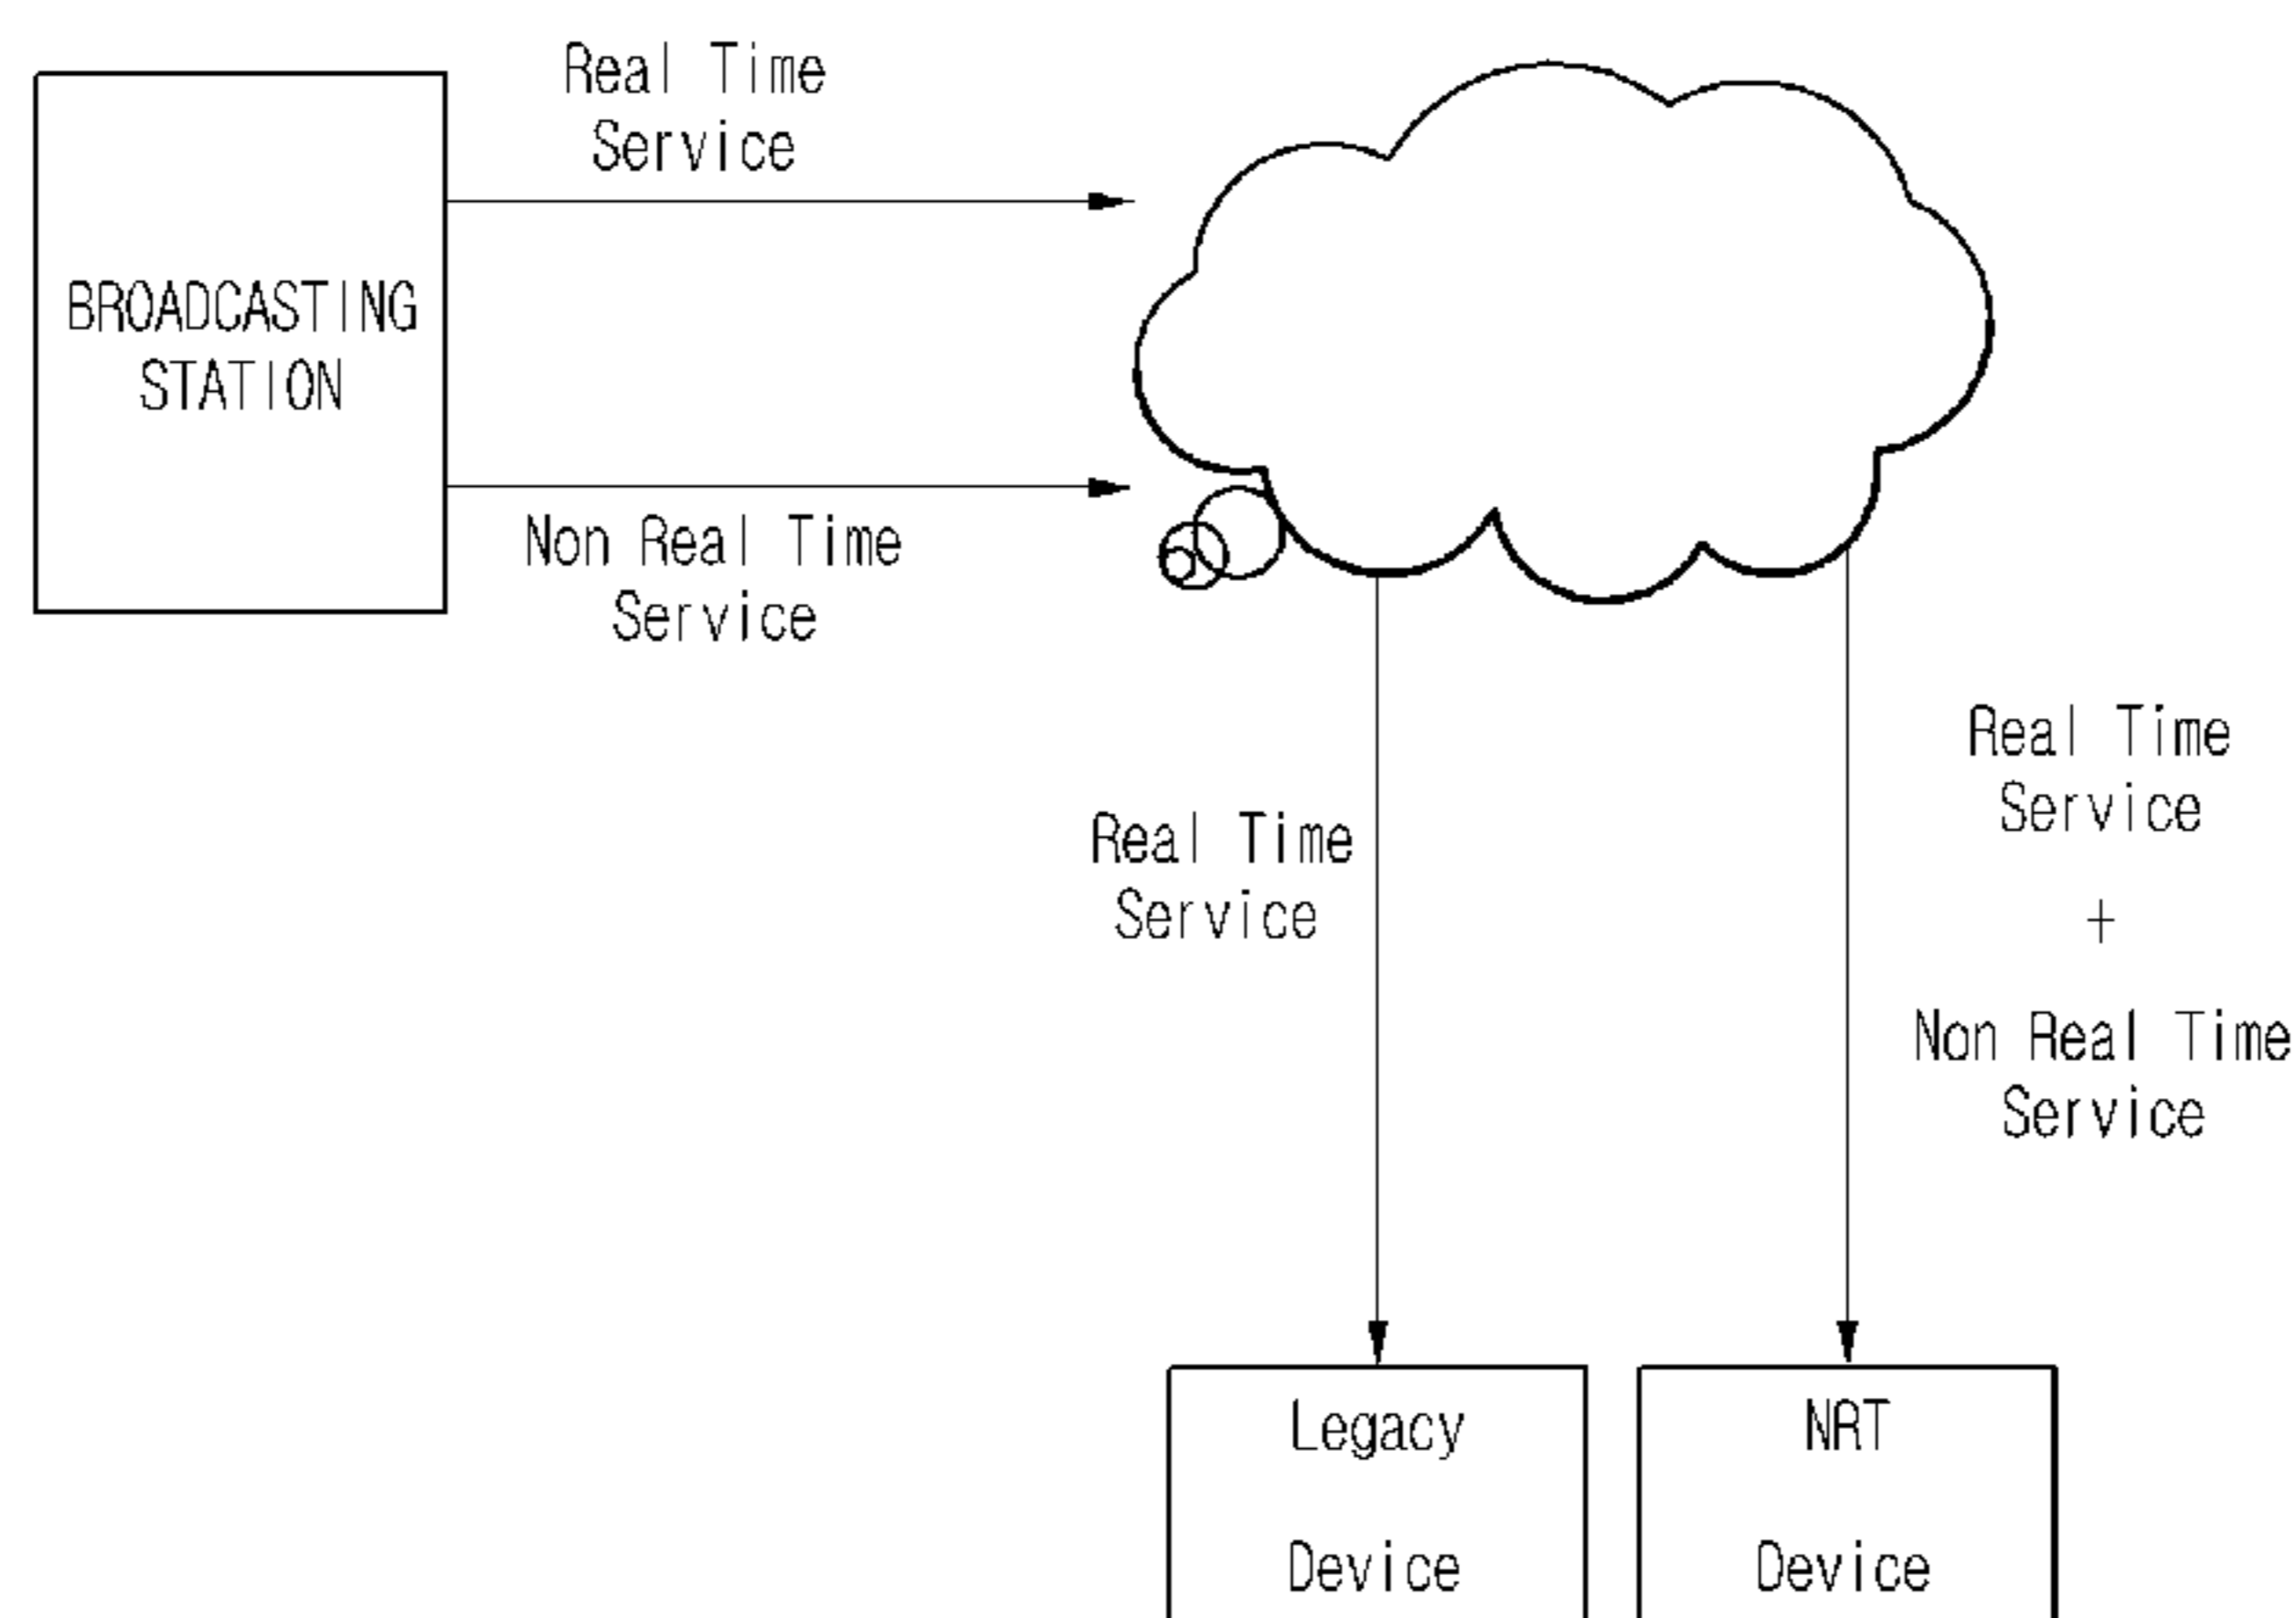 Real Time
Service
BROADCASTING
STATION
Non Real Time
Service
Real Time
Service
Real Time
Service
+
Non Real Time
Service
Legacy
Device
NRT
Device